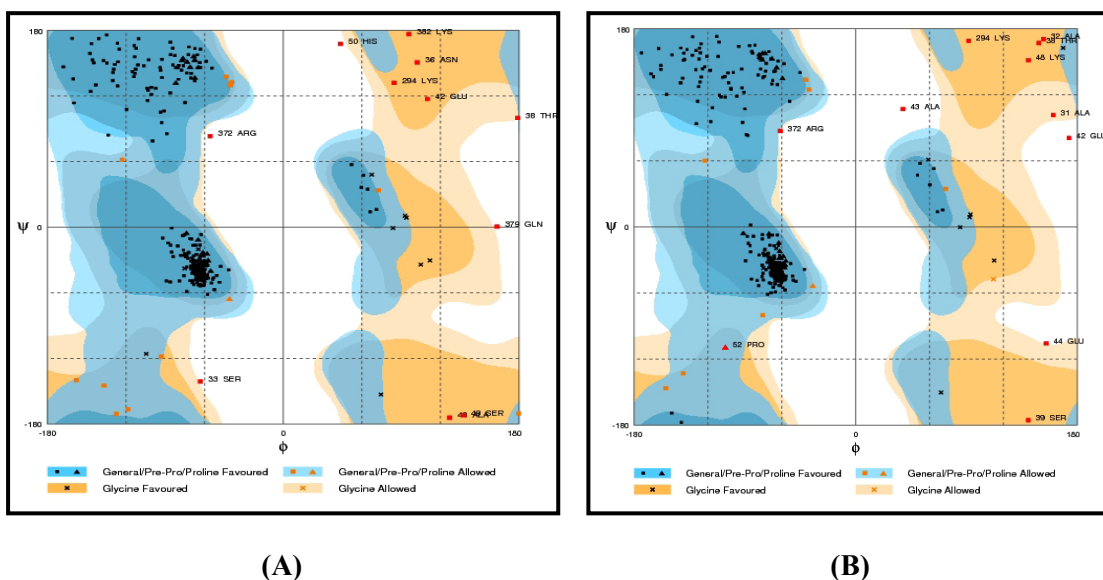 180
50 HIS
382 LYS
36 ASN
294 LYS
42 GLU
38 THR
372 ARG
ψ 0
379 GLN
33 SER
SER
-180
-180 0 180
ϕ
General/Pre-Pro/Proline Favoured General/Pre-Pro/Proline Allowed
Glycine Favoured Glycine Allowed
(A)
180
294 LYS
32 ALA
38 THR
48 LYS
43 ALA
31 ALA
372 ARG
42 GLU
ψ 0
44 GLU
52 PRO
39 SER
-180
-180 0 180
ϕ
General/Pre-Pro/Proline Favoured General/Pre-Pro/Proline Allowed
Glycine Favoured Glycine Allowed
(B)